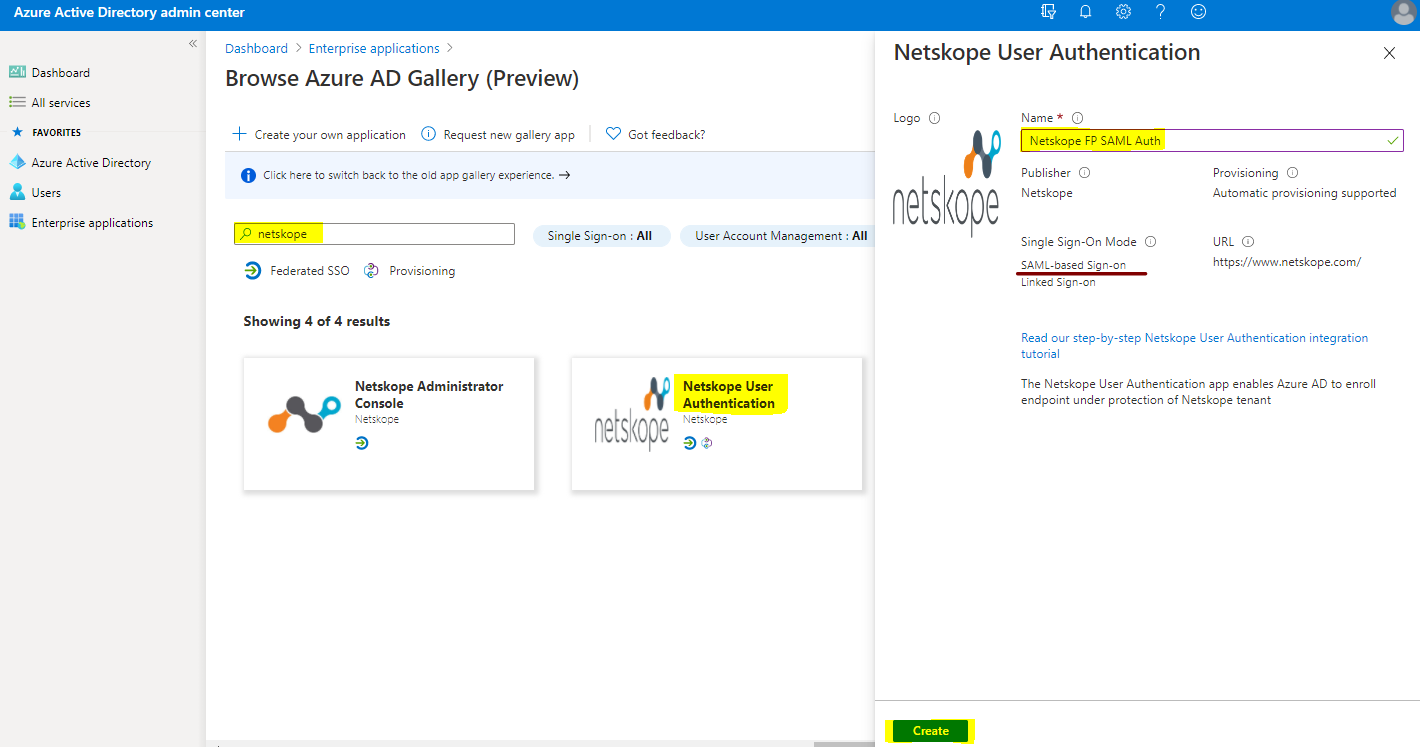 Azure Active Directory admin center
Dashboard
All services
FAVORITES
Azure Active Directory
Users
Enterprise applications
Dashboard > Enterprise applications >
Browse Azure AD Gallery (Preview)
Create your own application
Request new gallery app
Got feedback?
Click here to switch back to the old app gallery experience. →
netskope
Single Sign-on : All
User Account Management : All
Federated SSO
Provisioning
Showing 4 of 4 results
Netskope Administrator
Console
Netskope
netskope
Netskope User
Authentication
Netskope
Netskope User Authentication
Logo
netskope
Name *
Netskope FP SAML Auth
Publisher
Netskope
Provisioning
Automatic provisioning supported
Single Sign-On Mode
SAML-based Sign-on
Linked Sign-on
URL
https://www.netskope.com/
Read our step-by-step Netskope User Authentication integration
tutorial
The Netskope User Authentication app enables Azure AD to enroll
endpoint under protection of Netskope tenant
Create